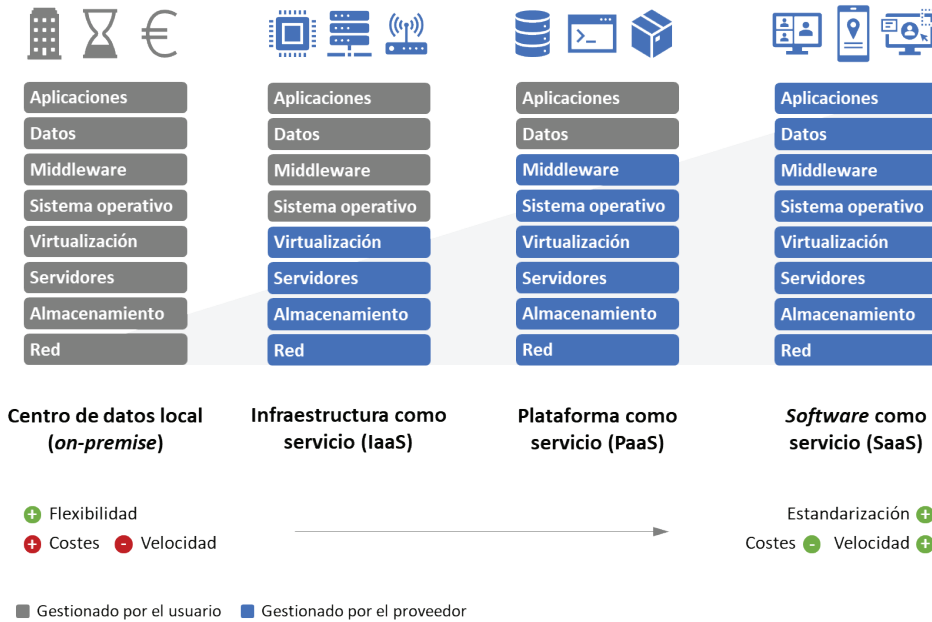 Aplicaciones
Datos
Middleware
Sistema operativo
Virtualización
Servidores
Almacenamiento
Red
Centro de datos local
(on-premise)
Aplicaciones
Datos
Middleware
Sistema operativo
Virtualización
Servidores
Almacenamiento
Red
Infraestructura como
servicio (IaaS)
Aplicaciones
Datos
Middleware
Sistema operativo
Virtualización
Servidores
Almacenamiento
Red
Plataforma como
servicio (PaaS)
Aplicaciones
Datos
Middleware
Sistema operativo
Virtualización
Servidores
Almacenamiento
Red
Software como
servicio (SaaS)
+ Flexibilidad
+ Costes - Velocidad
Estandarización +
Costes - Velocidad +
Gestionado por el usuario
Gestionado por el proveedor